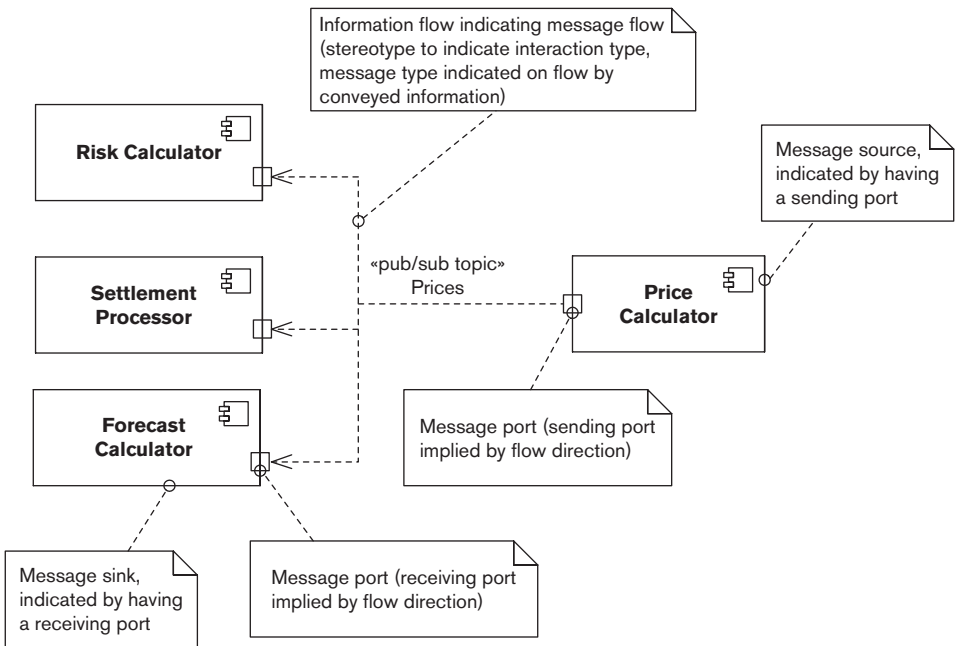 Information flow indicating message flow
(stereotype to indicate interaction type,
message type indicated on flow by
conveyed information)
Risk Calculator
Message source,
indicated by having
a sending port
«pub/sub topic»
Prices
Settlement
Processor
Price
Calculator
Forecast
Calculator
Message port (sending port
implied by flow direction)
Message sink,
indicated by having
a receiving port
Message port (receiving port
implied by flow direction)